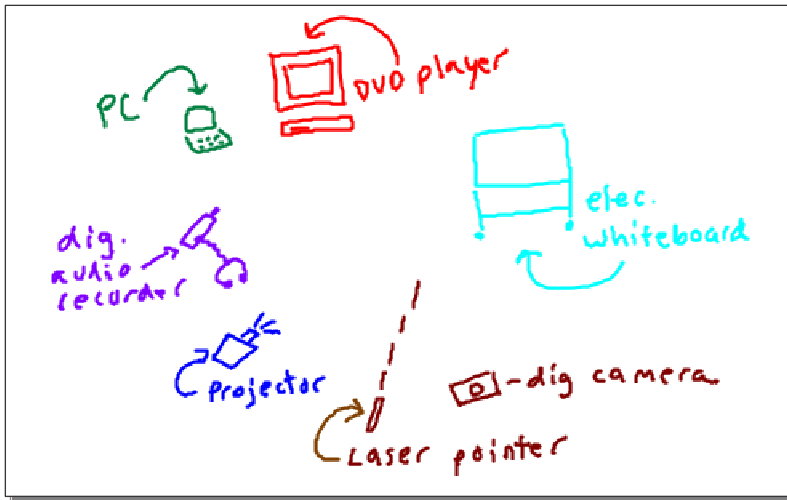 PC
DVD player
elec.
whiteboard
dig.
audio
recorder
projector
-dig camera
Laser pointer